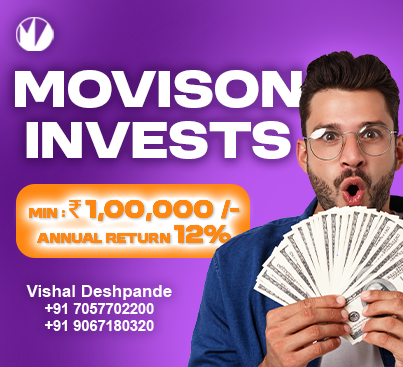 MOVISON
INVESTS
MIN : ₹ 1,00,000 /-
ANNUAL RETURN 12%
Vishal Deshpande
+91 7057702200
+91 9067180320